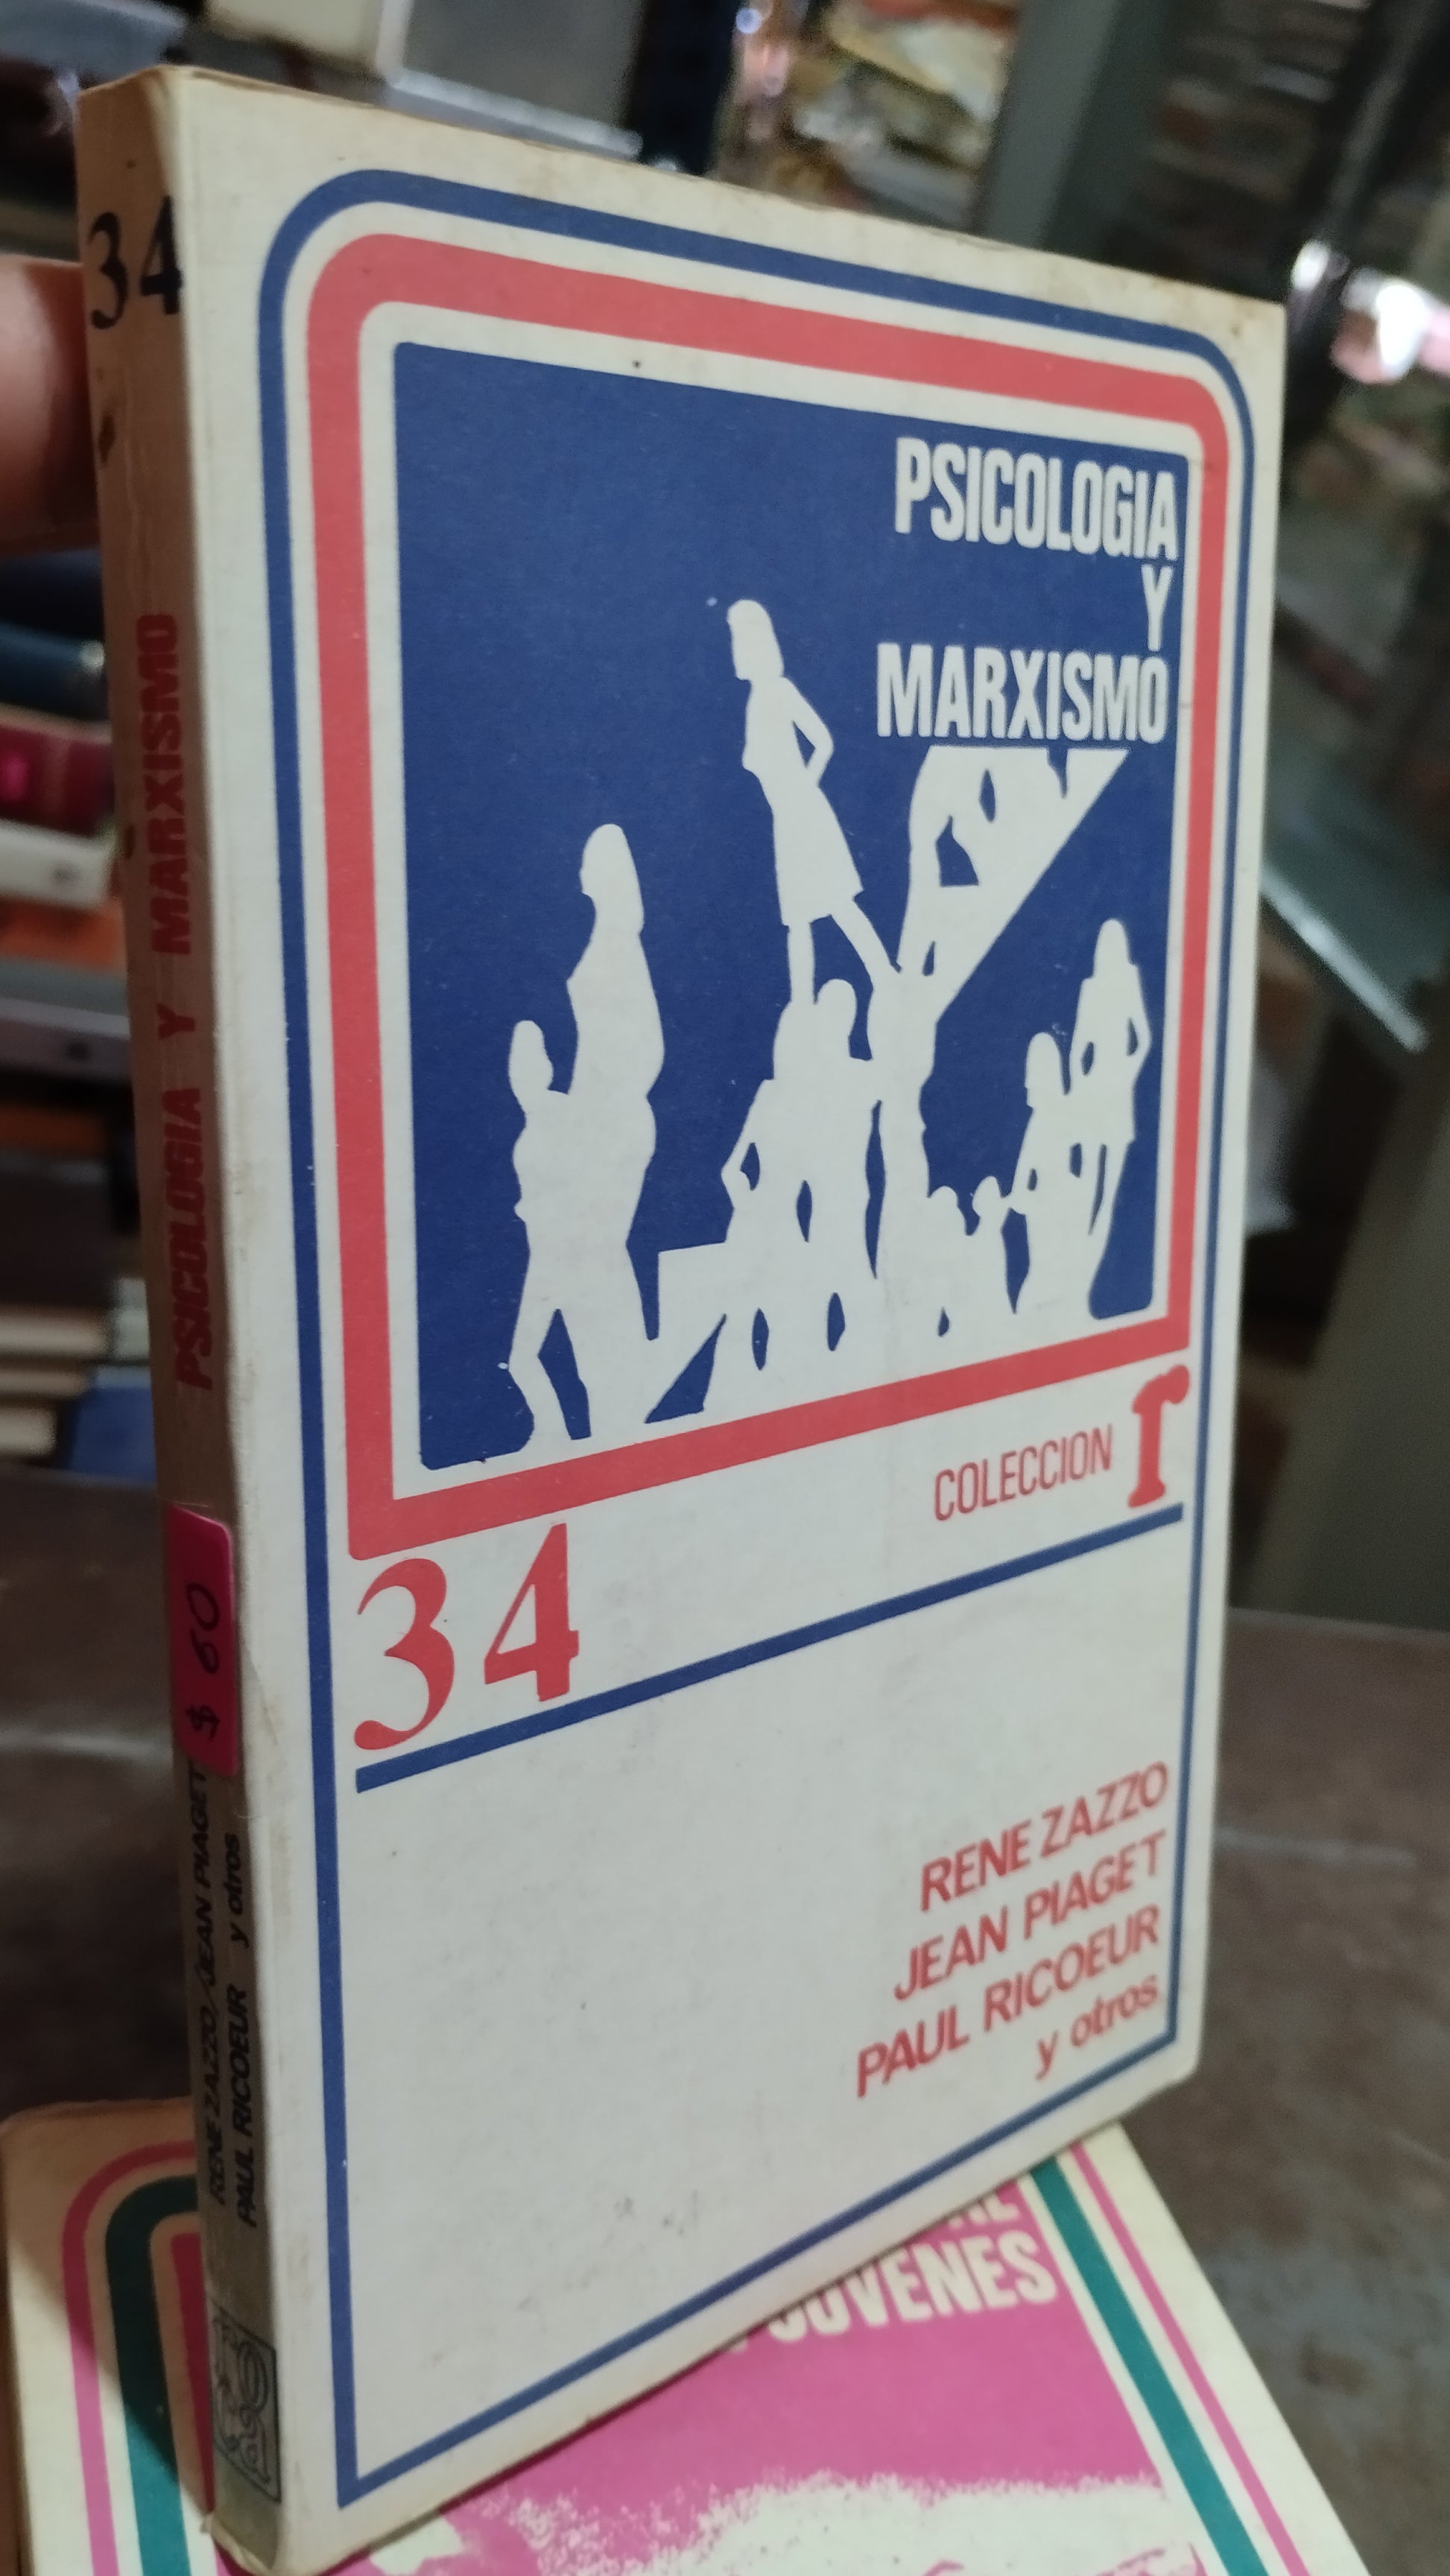 PSICOLOGIA
Y
MARXISMO
COLECCION r
34
RENE ZAZZO
JEAN PIAGET
PAUL RICOEUR
y otros
34
PSICOLOGIA Y MARXISMO
$ 60
RENE ZAZZO/JEAN PIAGET
PAUL RICOEUR y otros
JOVENES